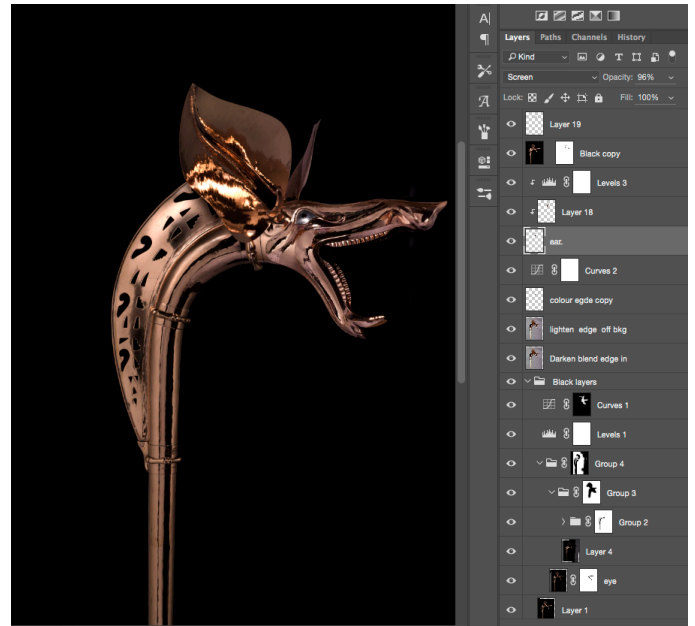 A|
Layers Paths Channels History
Kind
Screen Opacity: 96%
Lock: Fill: 100%
Layer 19
Black copy
Levels 3
Layer 18
ear.
Curves 2
colour egde copy
lighten edge off bkg
Darken blend edge in
Black layers
Curves 1
Levels 1
Group 4
Group 3
Group 2
Layer 4
eye
Layer 1